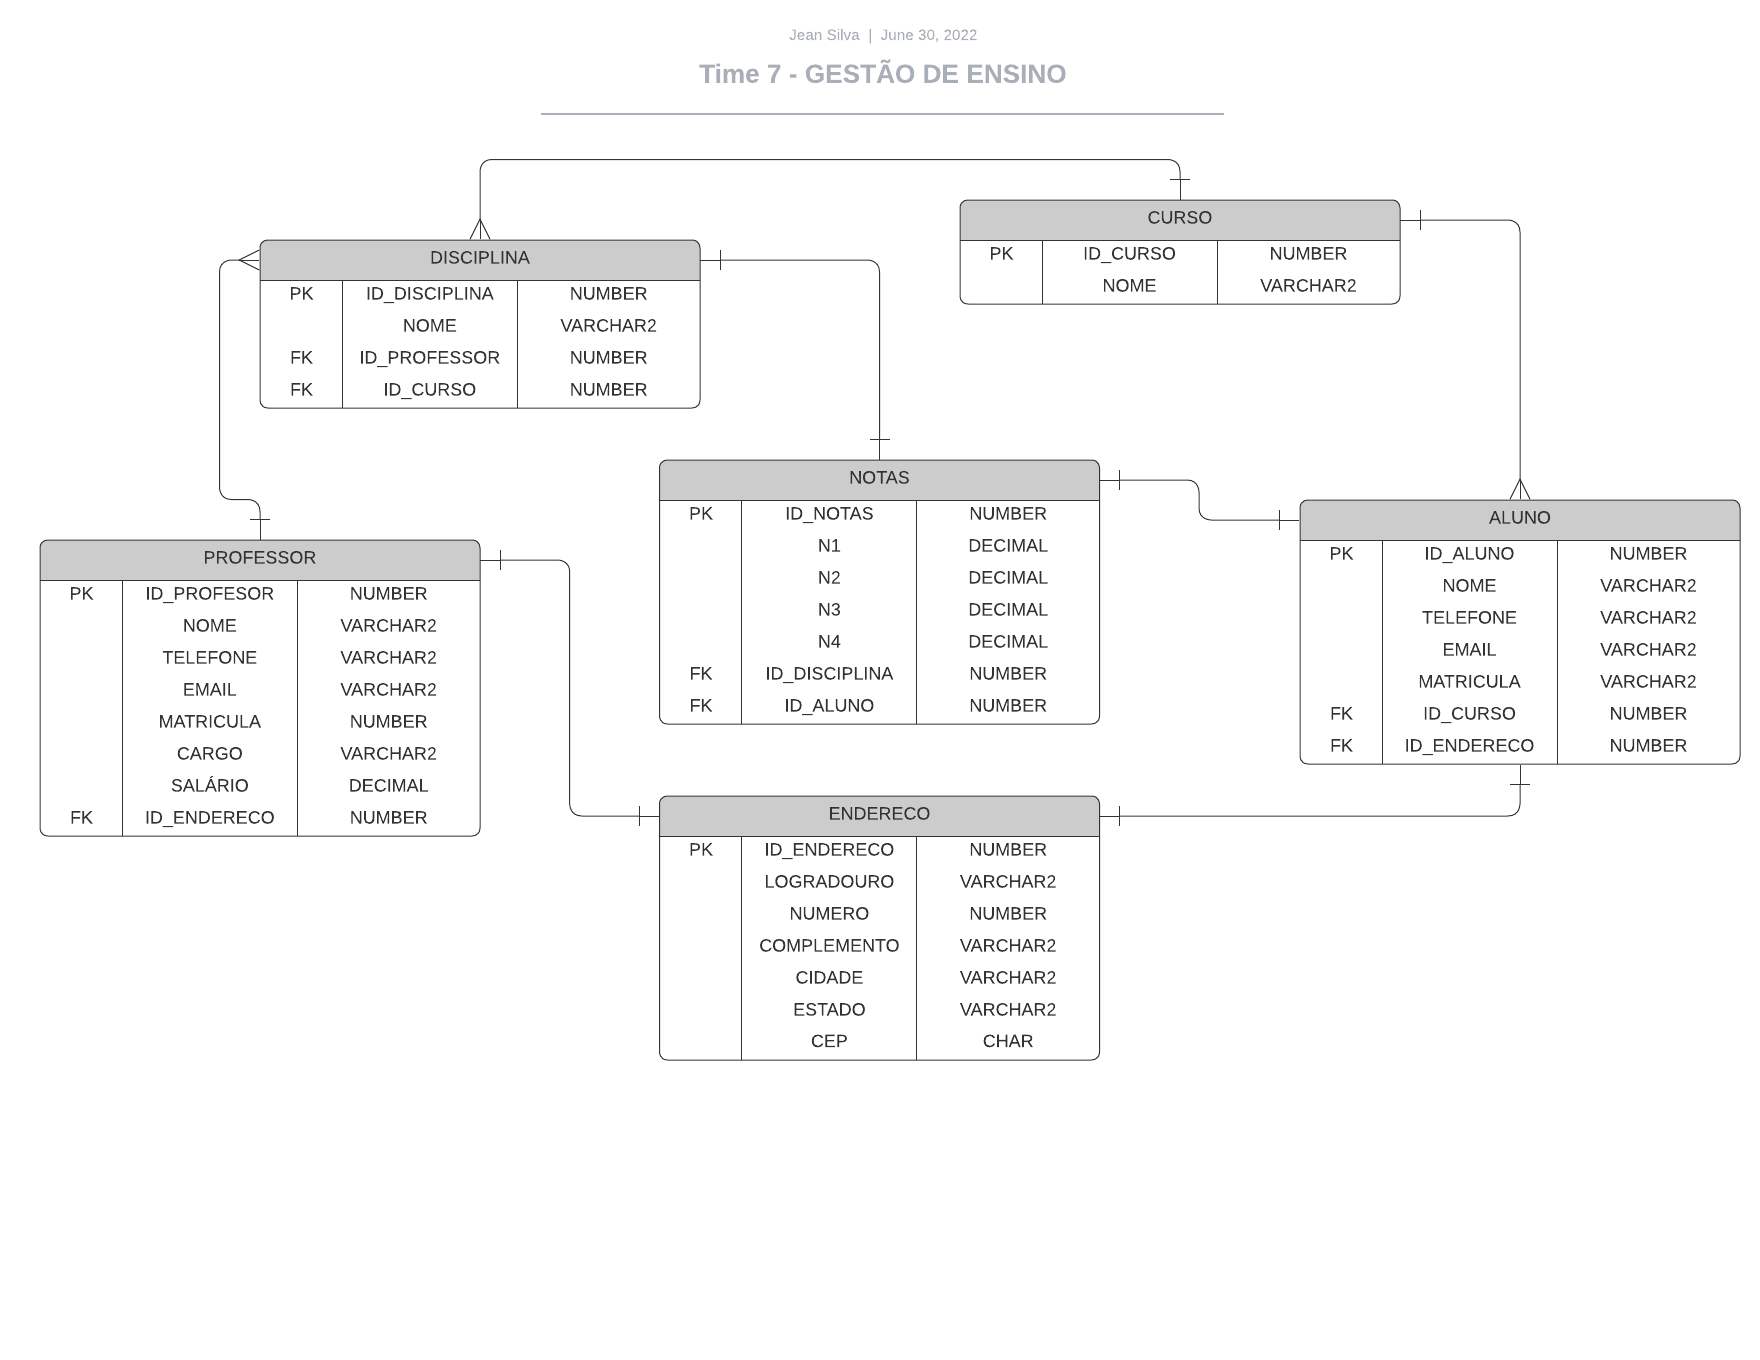 Jean Silva | June 30, 2022
Time 7 - GESTÃO DE ENSINO
CURSO
PK ID_CURSO NUMBER
NOME VARCHAR2
DISCIPLINA
PK ID_DISCIPLINA NUMBER
NOME VARCHAR2
FK ID_PROFESSOR NUMBER
FK ID_CURSO NUMBER
NOTAS
PK ID_NOTAS NUMBER
N1 DECIMAL
N2 DECIMAL
N3 DECIMAL
N4 DECIMAL
FK ID_DISCIPLINA NUMBER
FK ID_ALUNO NUMBER
ALUNO
PK ID_ALUNO NUMBER
NOME VARCHAR2
TELEFONE VARCHAR2
EMAIL VARCHAR2
MATRICULA VARCHAR2
FK ID_CURSO NUMBER
FK ID_ENDERECO NUMBER
PROFESSOR
PK ID_PROFESOR NUMBER
NOME VARCHAR2
TELEFONE VARCHAR2
EMAIL VARCHAR2
MATRICULA NUMBER
CARGO VARCHAR2
SALÁRIO DECIMAL
FK ID_ENDERECO NUMBER
ENDERECO
PK ID_ENDERECO NUMBER
LOGRADOURO VARCHAR2
NUMERO NUMBER
COMPLEMENTO VARCHAR2
CIDADE VARCHAR2
ESTADO VARCHAR2
CEP CHAR